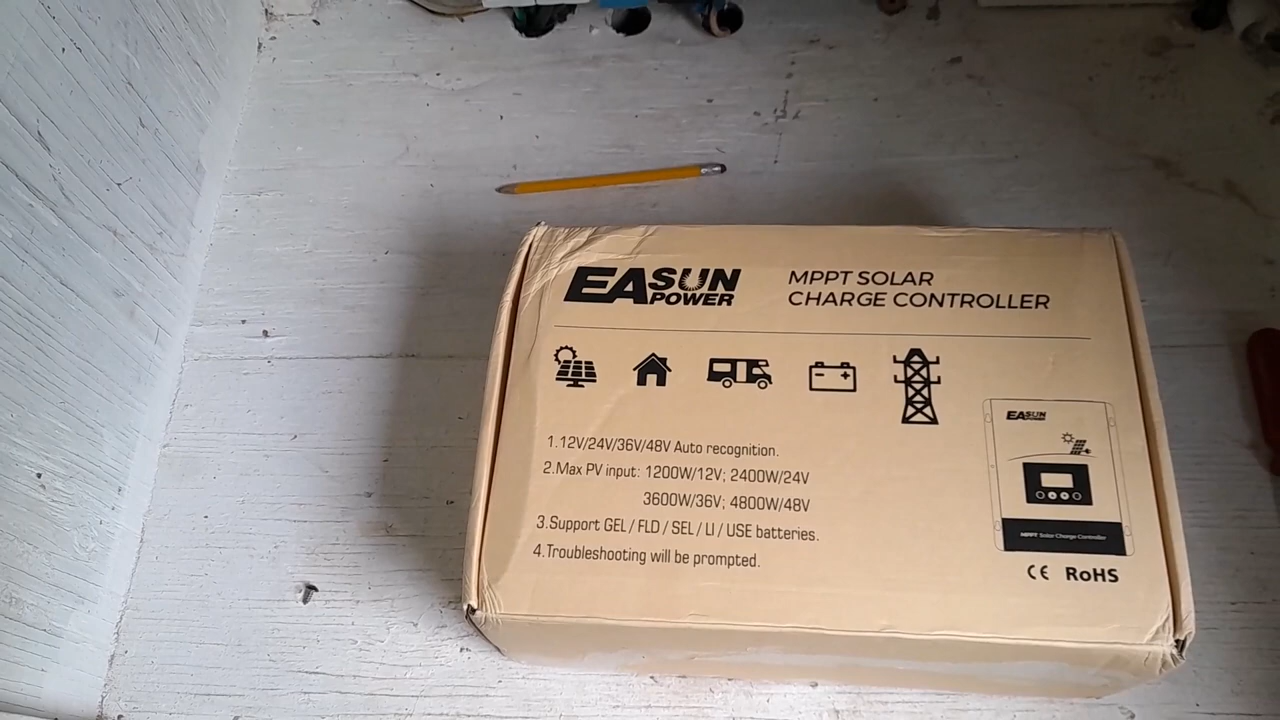 EASUN POWER
MPPT SOLAR
CHARGE CONTROLLER
1.12V/24V/36V/48V Auto recognition.
2.Max PV input: 1200W/12V; 2400W/24V
3600W/36V; 4800W/48V
3.Support GEL / FLD / SEL / LI / USE batteries.
4.Troubleshooting will be prompted.
EASUN POWER
MPPT Solar Charge Controller
CE RoHS